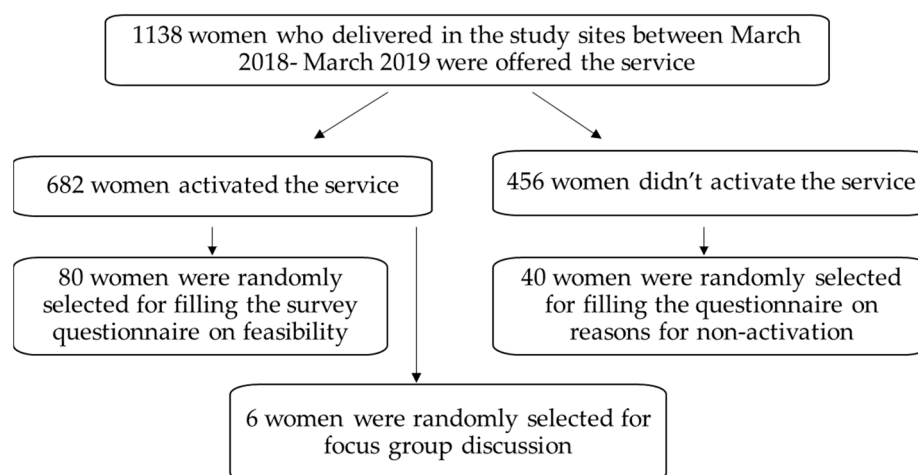 1138 women who delivered in the study sites between March
2018- March 2019 were offered the service
682 women activated the service
456 women didn't activate the service
80 women were randomly
selected for filling the survey
questionnaire on feasibility
40 women were randomly selected
for filling the questionnaire on
reasons for non-activation
6 women were randomly selected for
focus group discussion